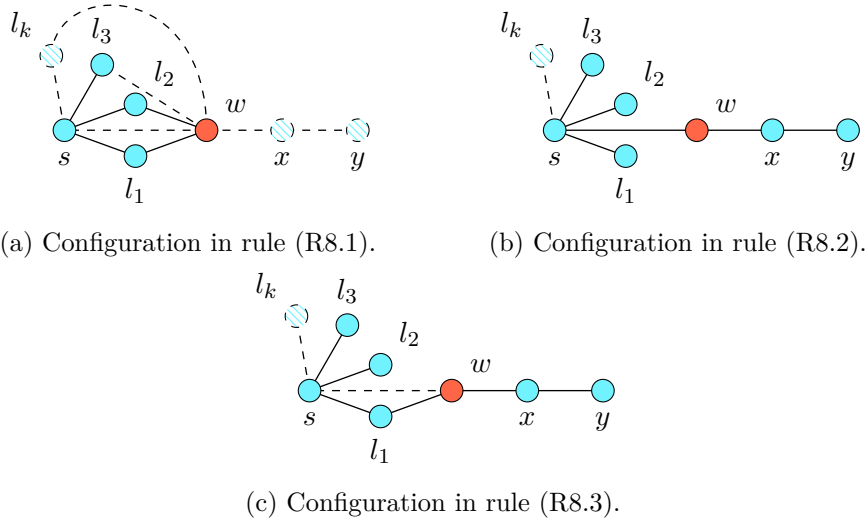 l_k
l_3
l_2
w
s
x
y
l_1
(a) Configuration in rule (R8.1).
l_k
l_3
l_2
w
s
x
y
l_1
(b) Configuration in rule (R8.2).
l_k
l_3
l_2
w
s
x
y
l_1
(c) Configuration in rule (R8.3).